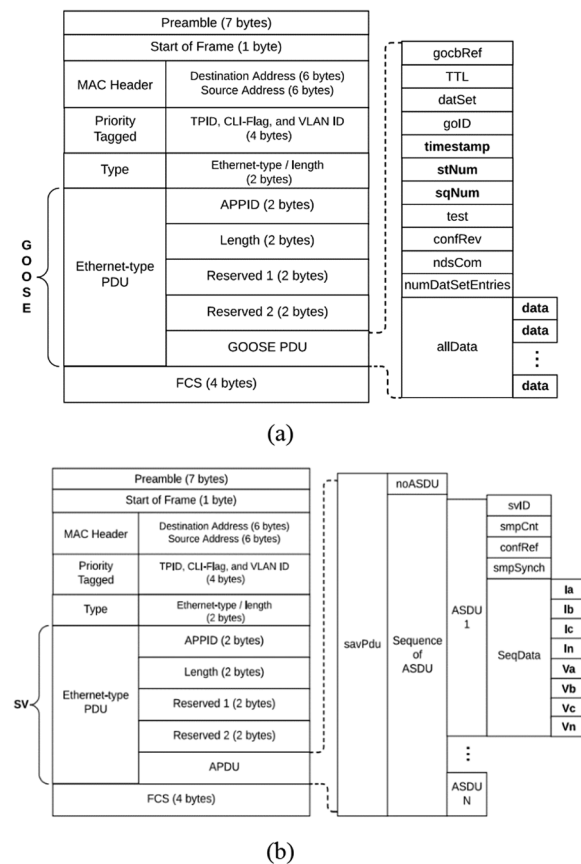 Preamble (7 bytes)
Start of Frame (1 byte)
MAC Header
Destination Address (6 bytes)
Source Address (6 bytes)
Priority
Tagged
TPID, CLI-Flag, and VLAN ID
(4 bytes)
Type
Ethernet-type / length
(2 bytes)
GOOSE
Ethernet-type
PDU
APPID (2 bytes)
Length (2 bytes)
Reserved 1 (2 bytes)
Reserved 2 (2 bytes)
GOOSE PDU
FCS (4 bytes)
gocbRef
TTL
datSet
goID
timestamp
stNum
sqNum
test
confRev
ndsCom
numDatSetEntries
allData
data
data
⋮
data
(a)
Preamble (7 bytes)
Start of Frame (1 byte)
MAC Header
Destination Address (6 bytes)
Source Address (6 bytes)
Priority
Tagged
TPID, CLI-Flag, and VLAN ID
(4 bytes)
Type
Ethernet-type / length
(2 bytes)
SV
Ethernet-type
PDU
APPID (2 bytes)
Length (2 bytes)
Reserved 1 (2 bytes)
Reserved 2 (2 bytes)
APDU
FCS (4 bytes)
savPdu
noASDU
Sequence
of
ASDU
ASDU
1
svID
smpCnt
confRef
smpSynch
SeqData
Ia
Ib
Ic
In
Va
Vb
Vc
Vn
⋮
ASDU
N
(b)